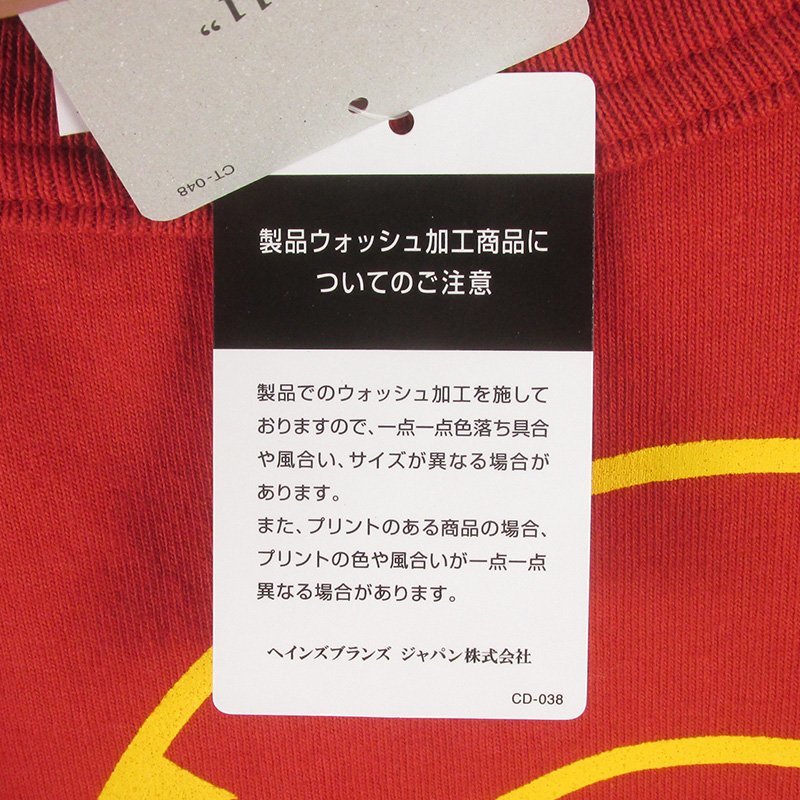 11”
CT-048
製品ウォッシュ加工商品に
ついてのご注意
製品でのウォッシュ加工を施して
おりますので、一点一点色落ち具合
や風合い、サイズが異なる場合が
あります。
また、プリントのある商品の場合、
プリントの色や風合いが一点一点
異なる場合があります。
ヘインズブランズ ジャパン株式会社
CD-038